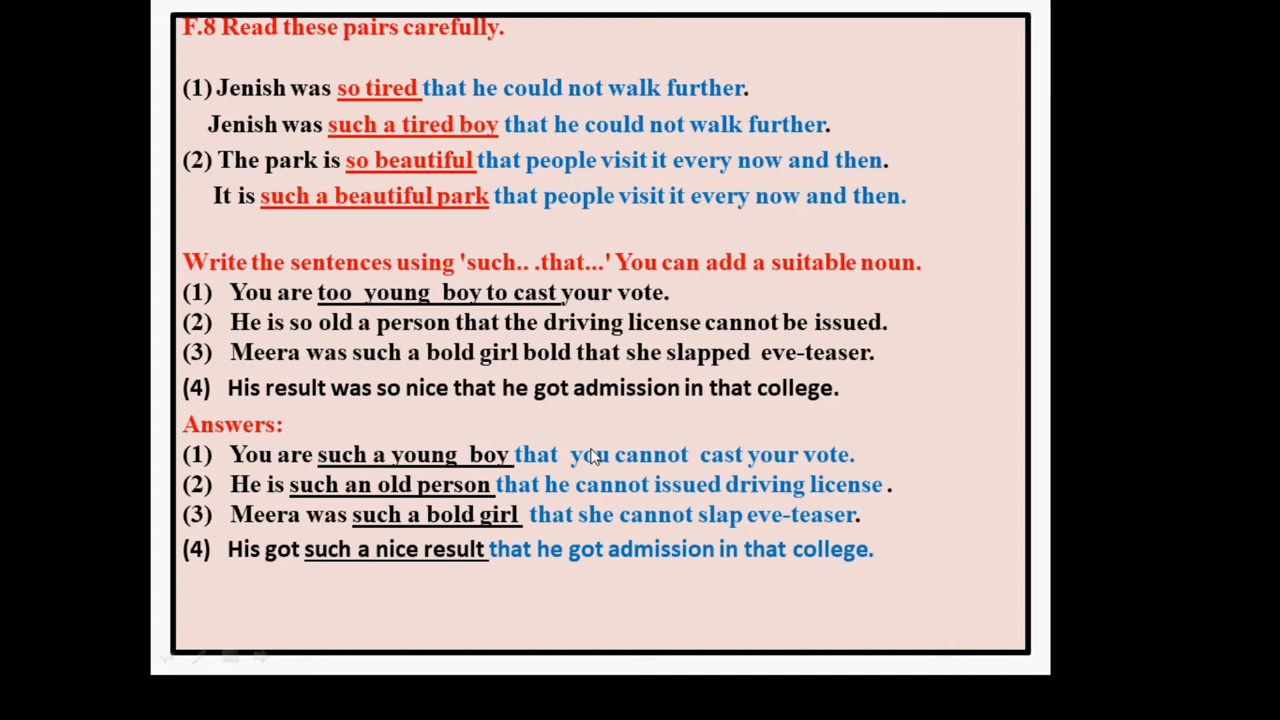 F.8 Read these pairs carefully.
(1) Jenish was so tired that he could not walk further.
Jenish was such a tired boy that he could not walk further.
(2) The park is so beautiful that people visit it every now and then.
It is such a beautiful park that people visit it every now and then.
Write the sentences using 'such.. .that...' You can add a suitable noun.
(1) You are too young boy to cast your vote.
(2) He is so old a person that the driving license cannot be issued.
(3) Meera was such a bold girl bold that she slapped eve-teaser.
(4) His result was so nice that he got admission in that college.
Answers:
(1) You are such a young boy that you cannot cast your vote.
(2) He is such an old person that he cannot issued driving license .
(3) Meera was such a bold girl that she cannot slap eve-teaser.
(4) His got such a nice result that he got admission in that college.